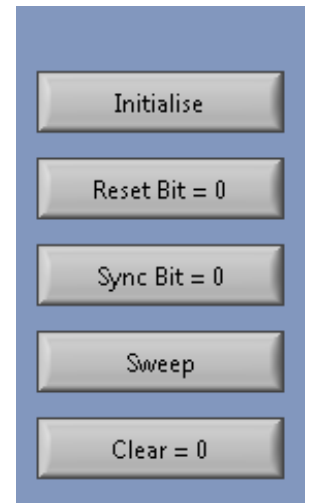 Initialise
Reset Bit = 0
Sync Bit = 0
Sweep
Clear = 0